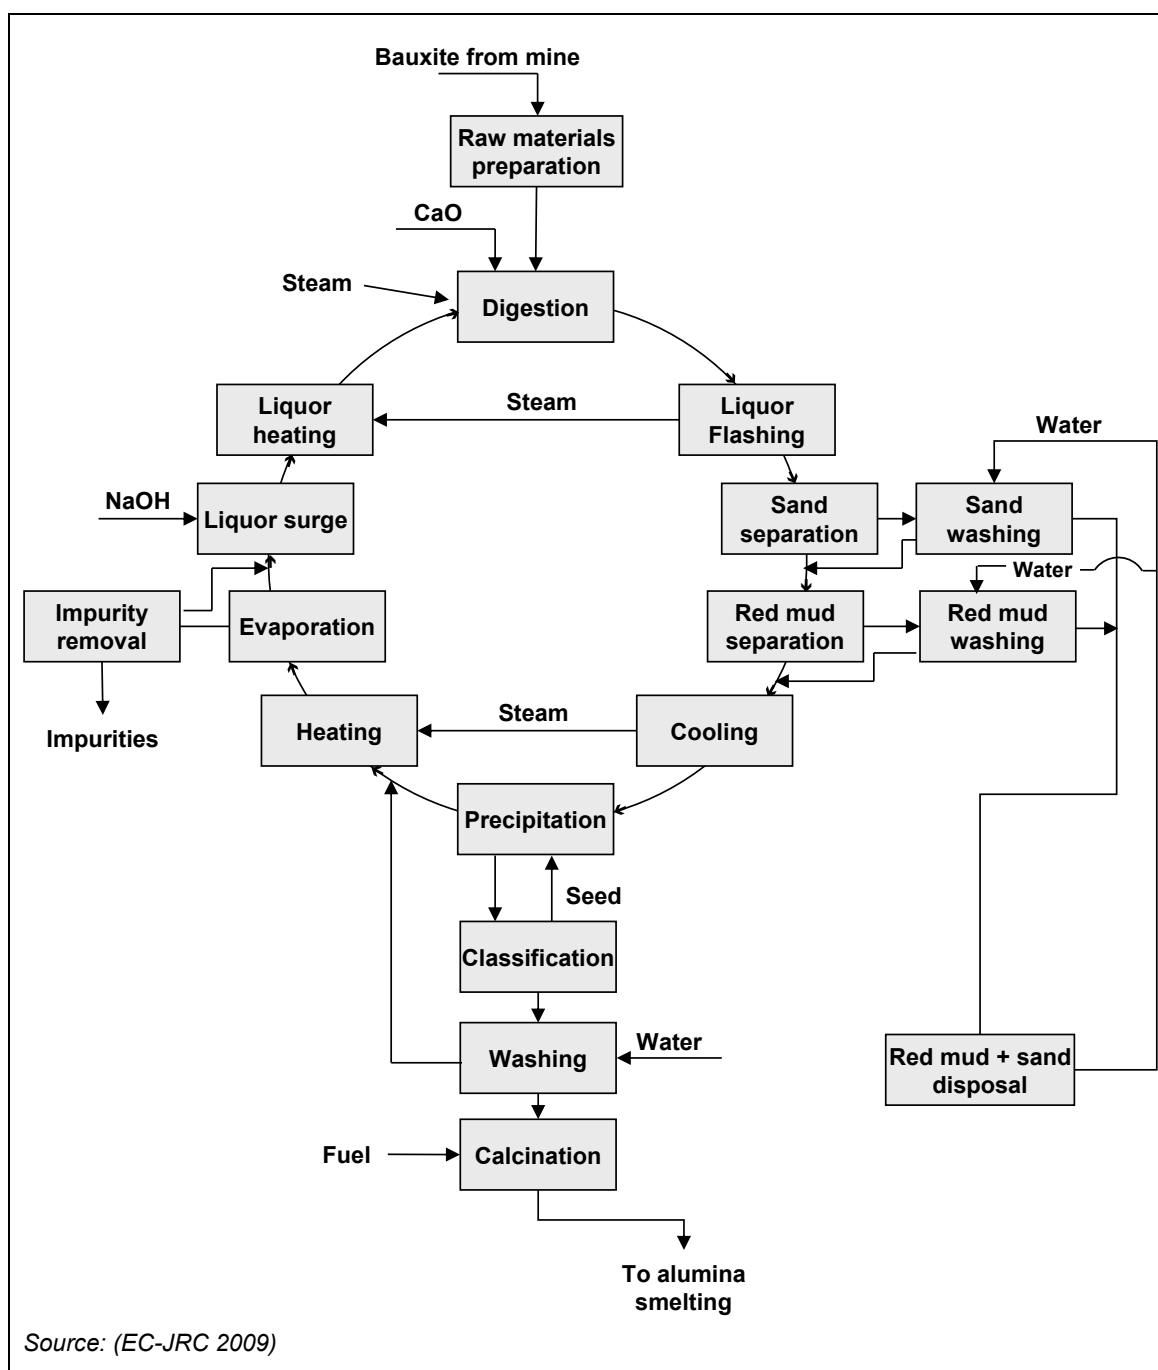 Bauxite from mine
Raw materials
preparation
CaO
Steam
Digestion
Liquor
heating
Steam
Liquor
Flashing
Water
NaOH
Liquor surge
Sand
separation
Sand
washing
Water
Impurity
removal
Evaporation
Red mud
separation
Red mud
washing
Impurities
Heating
Steam
Cooling
Precipitation
Seed
Classification
Washing
Water
Red mud + sand
disposal
Fuel
Calcination
To alumina
smelting
Source: (EC-JRC 2009)